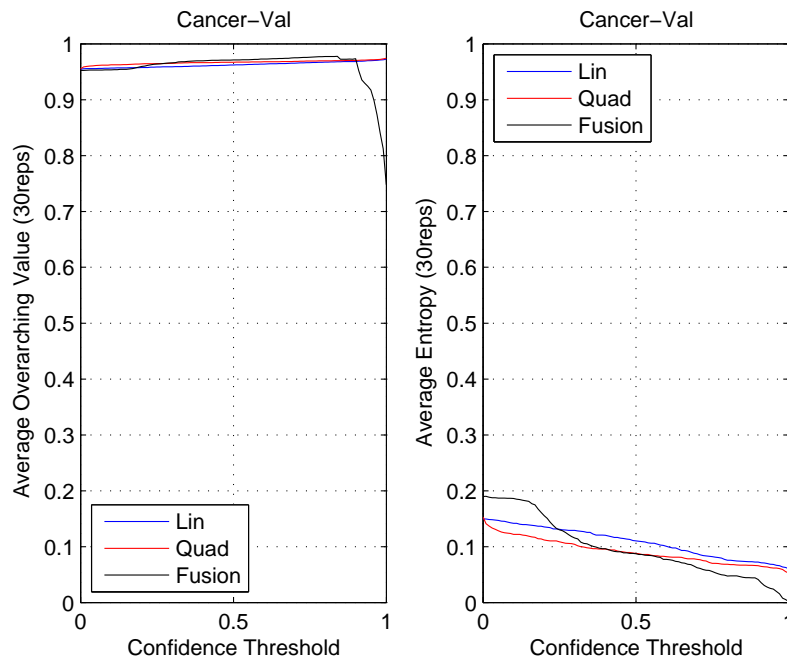 Cancer−Val
Average Overarching Value (30reps)
1
0.9
0.8
0.7
0.6
0.5
0.4
0.3
0.2
0.1
0
Lin
Quad
Fusion
0 0.5 1
Confidence Threshold
Cancer−Val
Average Entropy (30reps)
1
0.9
0.8
0.7
0.6
0.5
0.4
0.3
0.2
0.1
0
Lin
Quad
Fusion
0 0.5 1
Confidence Threshold